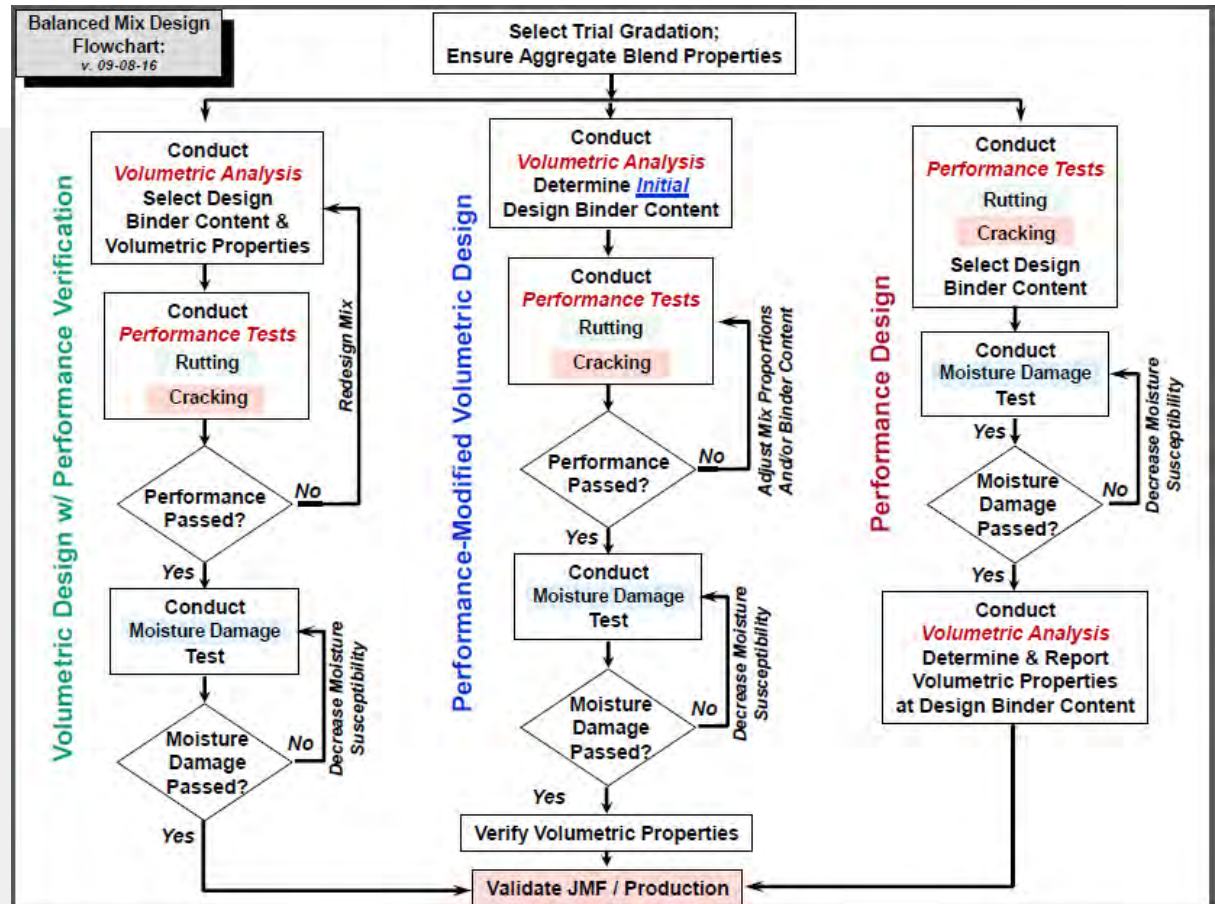 Balanced Mix Design
Flowchart:
v. 09-08-16
Select Trial Gradation;
Ensure Aggregate Blend Properties
Volumetric Design w/ Performance Verification
Conduct
Volumetric Analysis
Select Design
Binder Content &
Volumetric Properties
Conduct
Performance Tests
Rutting
Cracking
Redesign Mix
Performance
Passed?
No
Yes
Conduct
Moisture Damage
Test
Decrease Moisture
Susceptibility
Moisture
Damage
Passed?
No
Yes
Performance-Modified Volumetric Design
Conduct
Volumetric Analysis
Determine Initial
Design Binder Content
Conduct
Performance Tests
Rutting
Cracking
Adjust Mix Proportions
And/or Binder Content
Performance
Passed?
No
Yes
Conduct
Moisture Damage
Test
Decrease Moisture
Susceptibility
Moisture
Damage
Passed?
No
Yes
Verify Volumetric Properties
Performance Design
Conduct
Performance Tests
Rutting
Cracking
Select Design
Binder Content
Conduct
Moisture Damage
Test
Yes
Decrease Moisture
Susceptibility
Moisture
Damage
Passed?
No
Yes
Conduct
Volumetric Analysis
Determine & Report
Volumetric Properties
at Design Binder Content
Validate JMF / Production